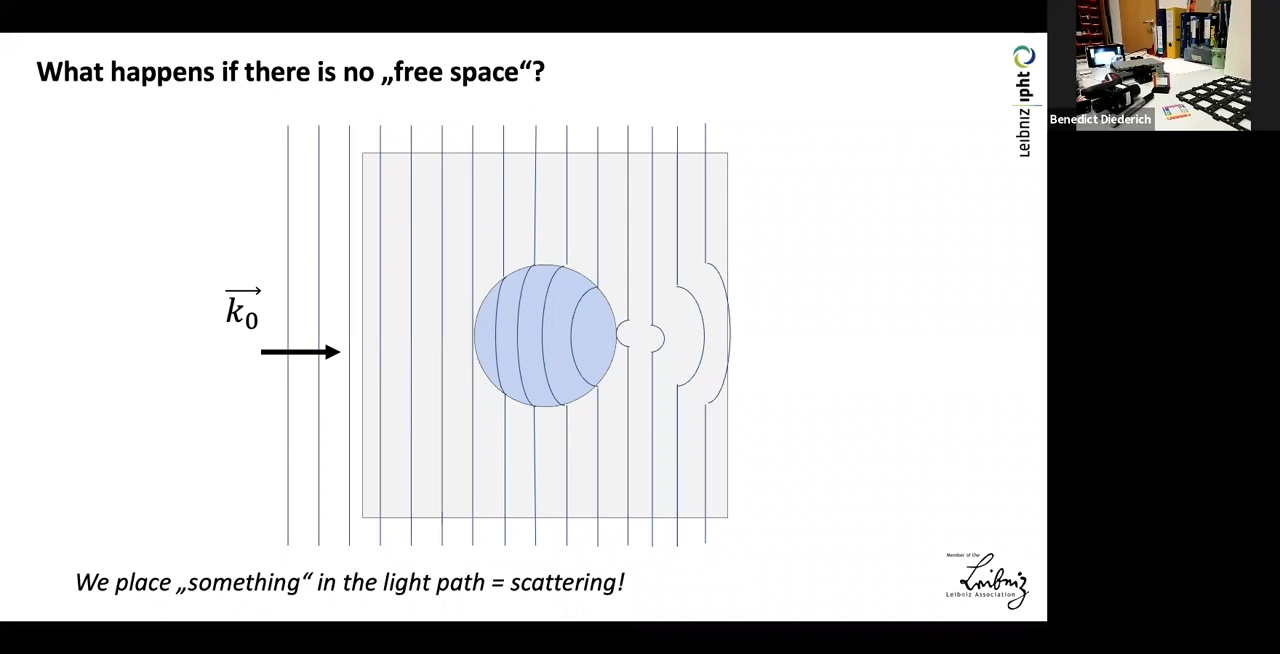 What happens if there is no „free space“?
Leibniz ipht
Benedict Diederich
k₀
We place „something“ in the light path = scattering!
Member of the
Leibniz
Leibniz Association